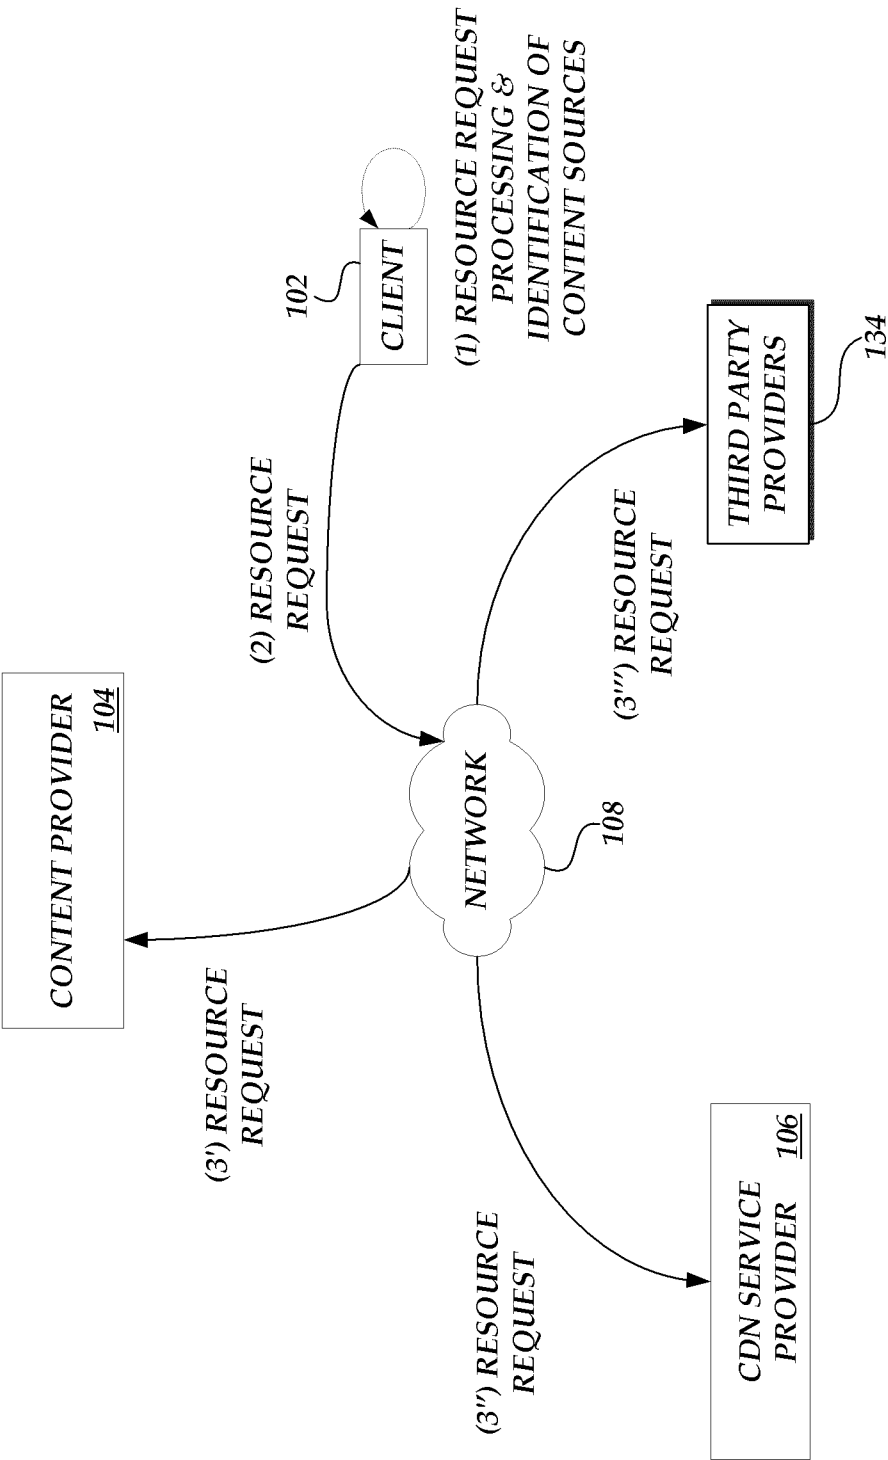 CONTENT PROVIDER
104
(3') RESOURCE
REQUEST
(2) RESOURCE
REQUEST
102
CLIENT
(1) RESOURCE REQUEST
PROCESSING &
IDENTIFICATION OF
CONTENT SOURCES
NETWORK
108
(3'') RESOURCE
REQUEST
CDN SERVICE
PROVIDER
106
(3''') RESOURCE
REQUEST
THIRD PARTY
PROVIDERS
134